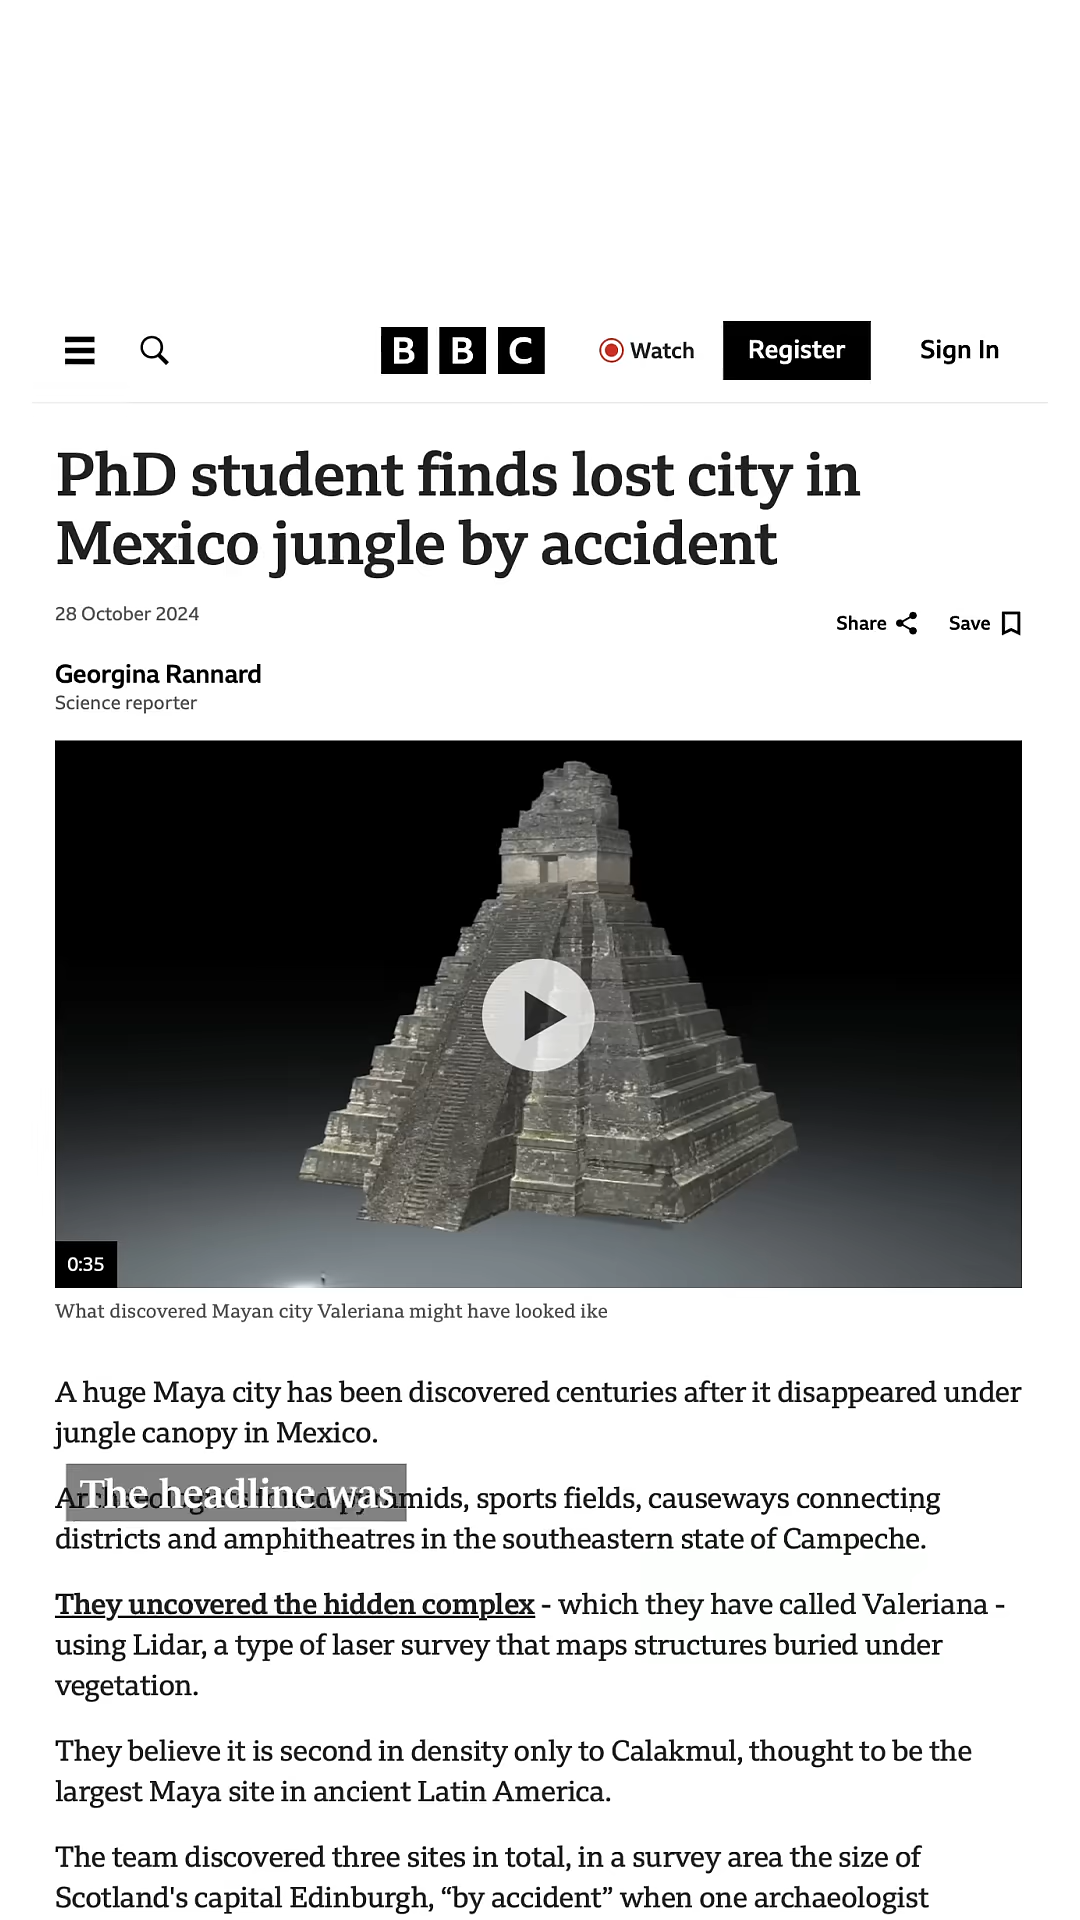 BBC
Watch
Register
Sign In
PhD student finds lost city in
Mexico jungle by accident
28 October 2024
Share
Save
Georgina Rannard
Science reporter
0:35
What discovered Mayan city Valeriana might have looked ike
A huge Maya city has been discovered centuries after it disappeared under
jungle canopy in Mexico.
The headline was
Archaeologists found pyramids, sports fields, causeways connecting
districts and amphitheatres in the southeastern state of Campeche.
They uncovered the hidden complex - which they have called Valeriana -
using Lidar, a type of laser survey that maps structures buried under
vegetation.
They believe it is second in density only to Calakmul, thought to be the
largest Maya site in ancient Latin America.
The team discovered three sites in total, in a survey area the size of
Scotland's capital Edinburgh, “by accident” when one archaeologist